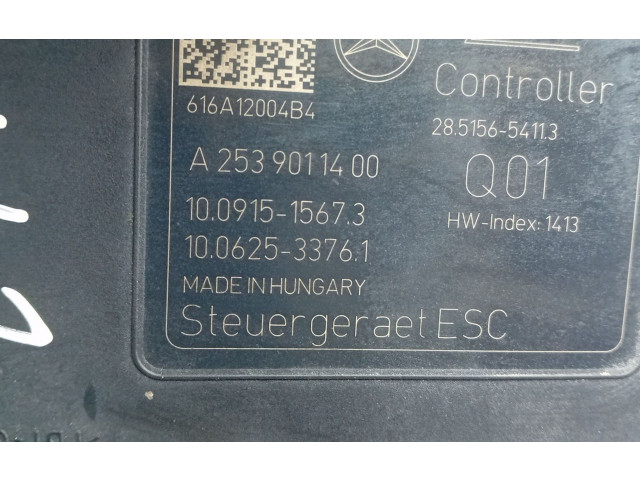 Controller
616A12004B4
28.5156-5411.3
A 253 901 14 00
Q01
10.0915-1567.3
HW-Index: 1413
10.0625-3376.1
MADE IN HUNGARY
Steuergeraet ESC